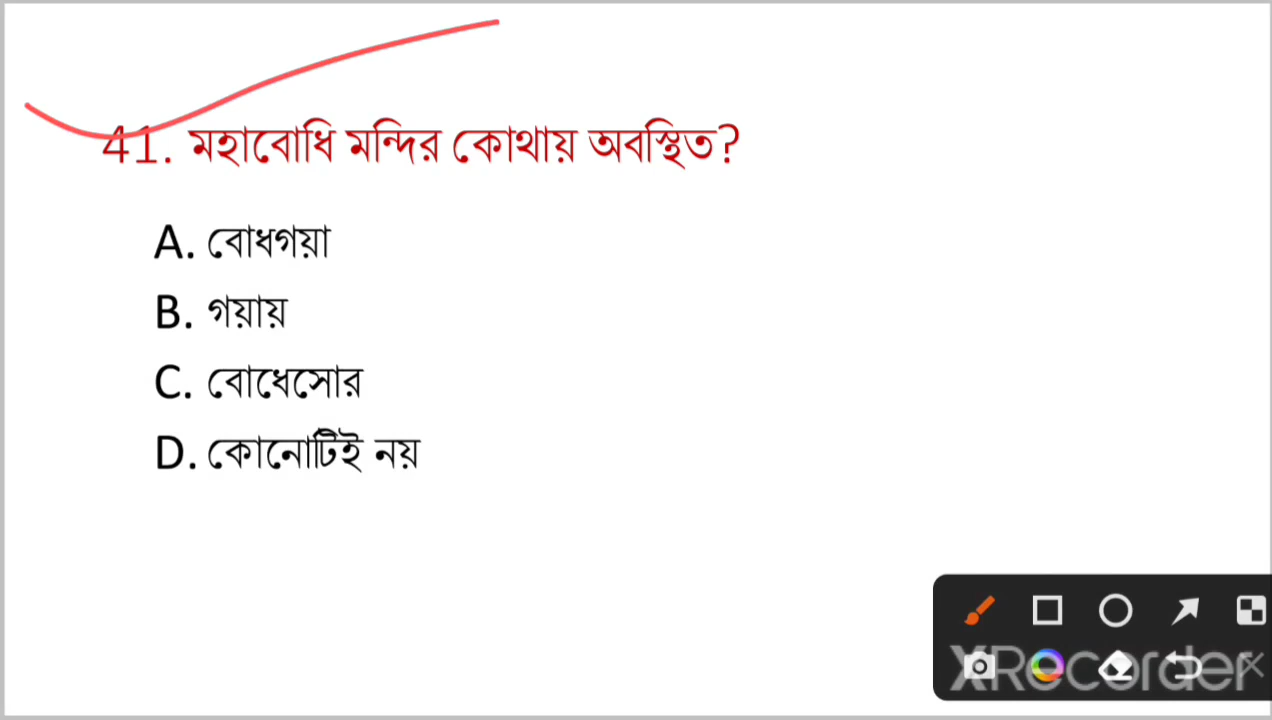 41. মহাবোধি মন্দির কোথায় অবস্থিত?
A. বোধগয়া
B. গয়ায়
C. বোধেসোর
D. কোনোটিই নয়
XRecorder